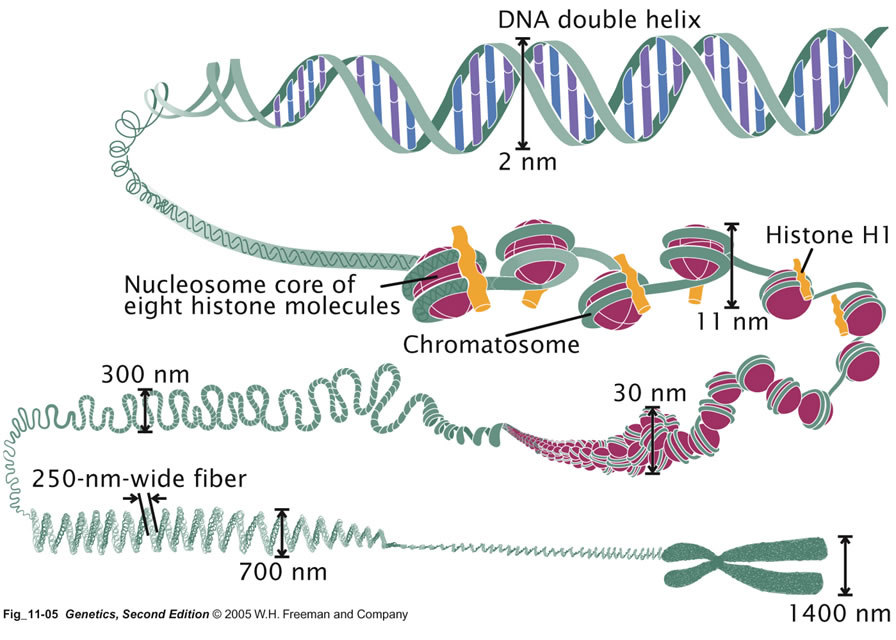 DNA double helix
2 nm
Histone H1
Nucleosome core of
eight histone molecules
11 nm
Chromatosome
300 nm
30 nm
250-nm-wide fiber
700 nm
1400 nm
Fig_11-05 Genetics, Second Edition © 2005 W.H. Freeman and Company